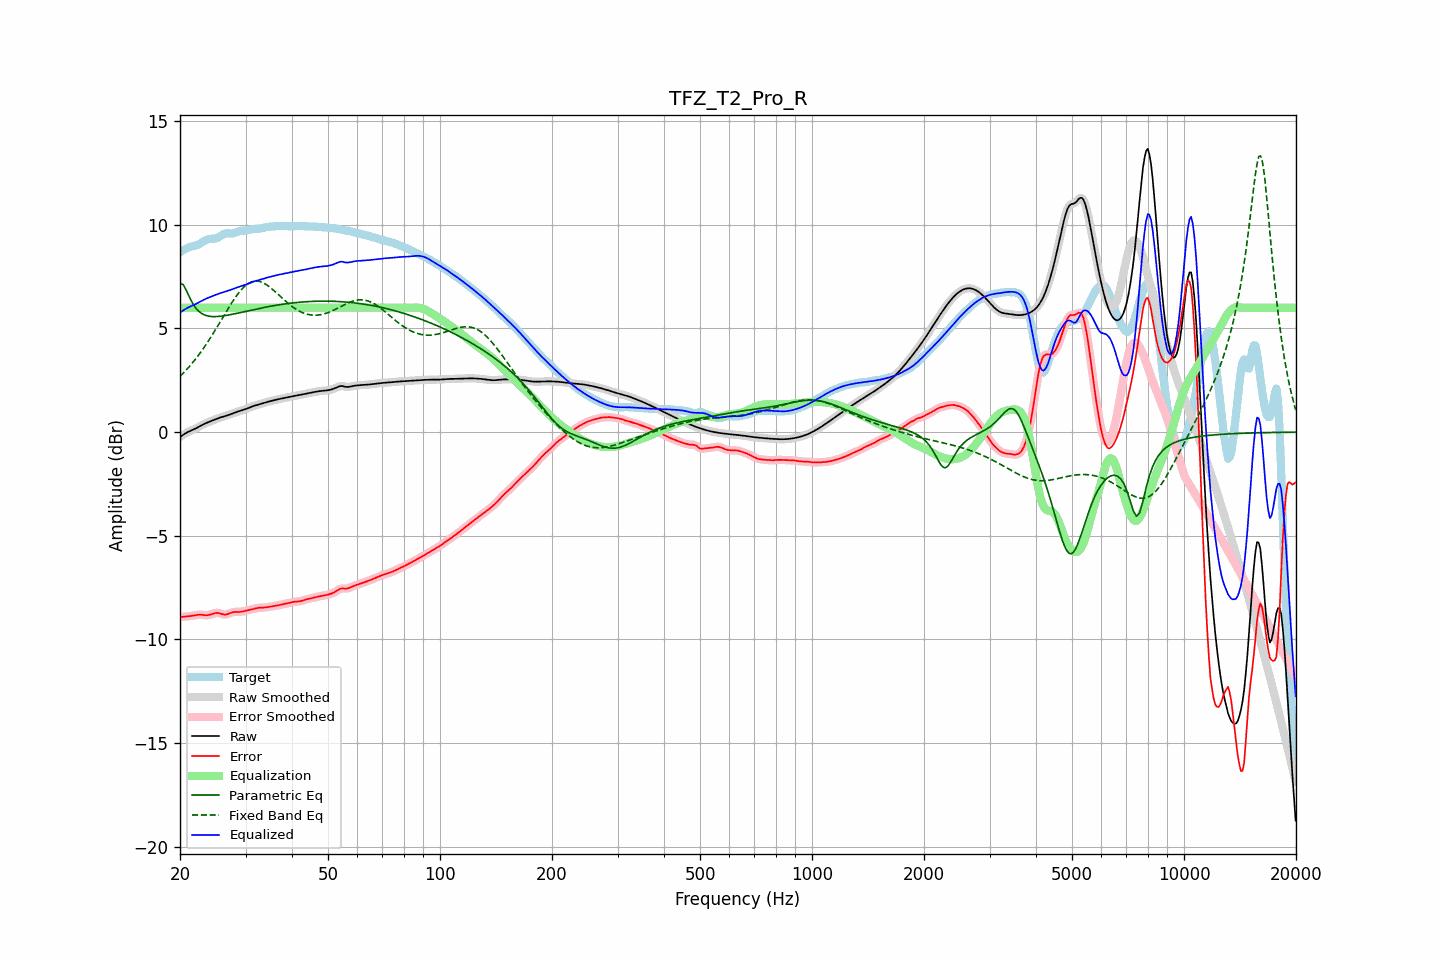 TFZ_T2_Pro_R
15
10
5
0
−5
−10
−15
−20
Amplitude (dBr)
Target
Raw Smoothed
Error Smoothed
Raw
Error
Equalization
Parametric Eq
Fixed Band Eq
Equalized
20 50 100 200 500 1000 2000 5000 10000 20000
Frequency (Hz)